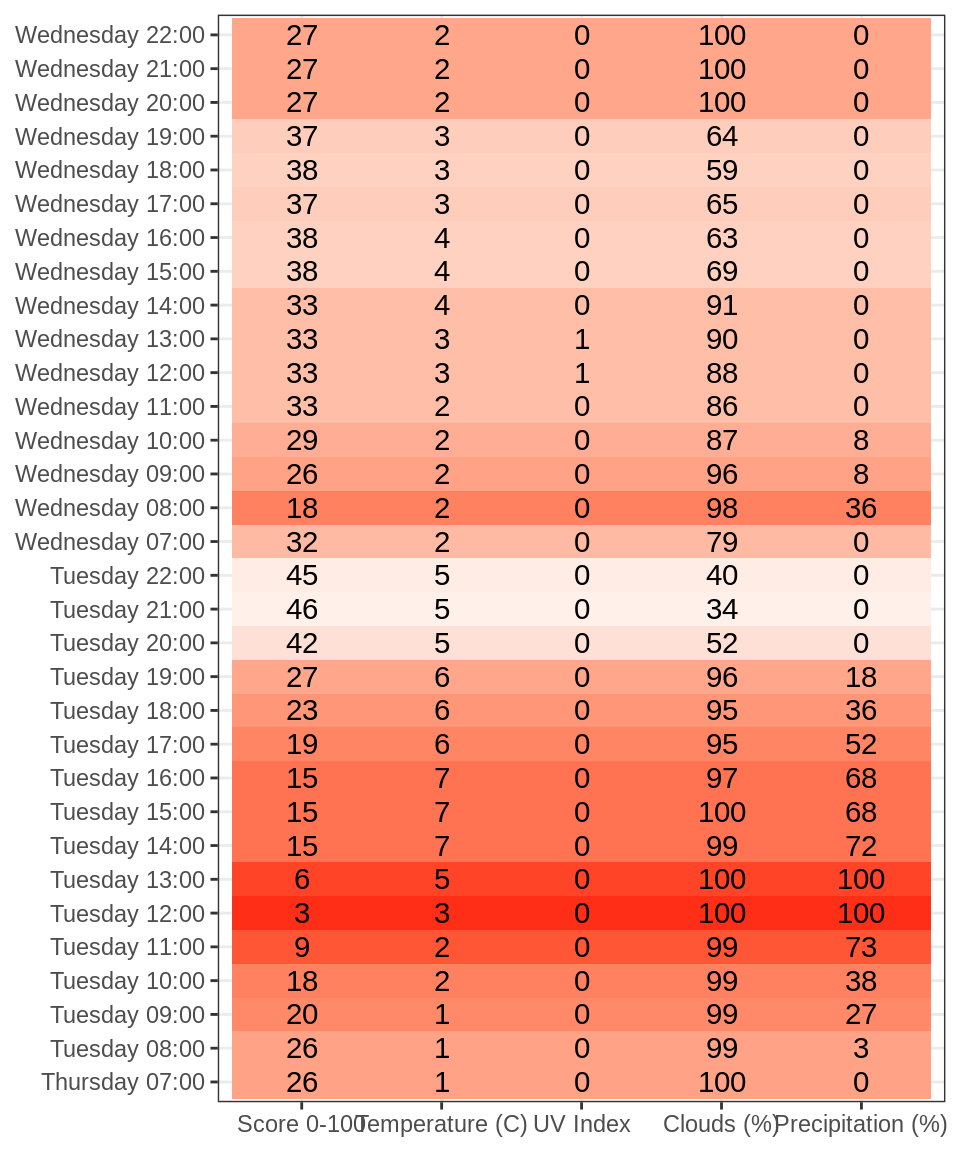 Wednesday 22:00 27 2 0 100 0
Wednesday 21:00 27 2 0 100 0
Wednesday 20:00 27 2 0 100 0
Wednesday 19:00 37 3 0 64 0
Wednesday 18:00 38 3 0 59 0
Wednesday 17:00 37 3 0 65 0
Wednesday 16:00 38 4 0 63 0
Wednesday 15:00 38 4 0 69 0
Wednesday 14:00 33 4 0 91 0
Wednesday 13:00 33 3 1 90 0
Wednesday 12:00 33 3 1 88 0
Wednesday 11:00 33 2 0 86 0
Wednesday 10:00 29 2 0 87 8
Wednesday 09:00 26 2 0 96 8
Wednesday 08:00 18 2 0 98 36
Wednesday 07:00 32 2 0 79 0
Tuesday 22:00 45 5 0 40 0
Tuesday 21:00 46 5 0 34 0
Tuesday 20:00 42 5 0 52 0
Tuesday 19:00 27 6 0 96 18
Tuesday 18:00 23 6 0 95 36
Tuesday 17:00 19 6 0 95 52
Tuesday 16:00 15 7 0 97 68
Tuesday 15:00 15 7 0 100 68
Tuesday 14:00 15 7 0 99 72
Tuesday 13:00 6 5 0 100 100
Tuesday 12:00 3 3 0 100 100
Tuesday 11:00 9 2 0 99 73
Tuesday 10:00 18 2 0 99 38
Tuesday 09:00 20 1 0 99 27
Tuesday 08:00 26 1 0 99 3
Thursday 07:00 26 1 0 100 0
Score 0-100 Temperature (C) UV Index Clouds (%) Precipitation (%)